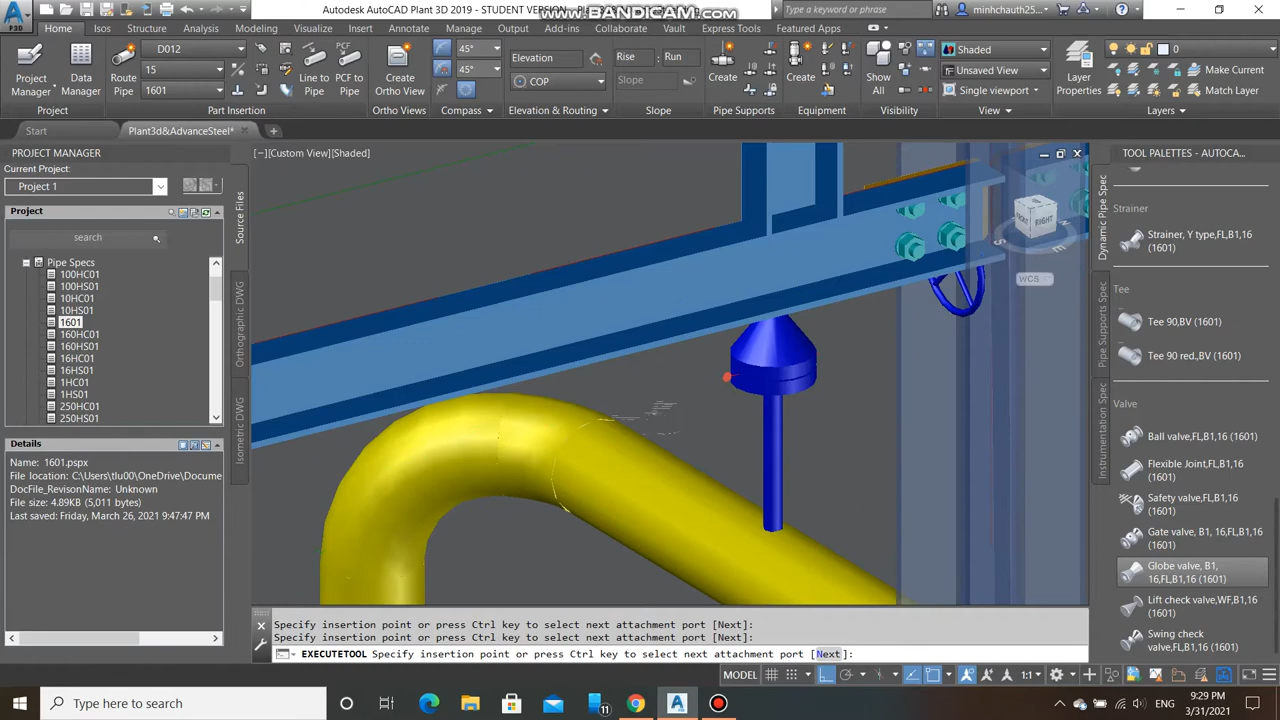 Autodesk AutoCAD Plant 3D 2019 - STUDENT VERSION
www.BANDICAM.com
Type a keyword or phrase
minhchauth25...
P3D
Home
Isos
Structure
Analysis
Modeling
Visualize
Insert
Annotate
Manage
Output
Add-ins
Collaborate
Vault
Express Tools
Featured Apps
Project
Manager
Data
Manager
Project
Route
Pipe
D012
15
1601
Line to
Pipe
PCF to
Pipe
Part Insertion
Create
Ortho View
Ortho Views
45°
45°
Compass
Elevation
COP
Elevation & Routing
Rise :
Run
Slope
Slope
Create
Pipe Supports
Create
Equipment
Show
All
Visibility
Shaded
Unsaved View
Single viewport
View
Layer
Properties
0
Make Current
Match Layer
Layers
Start
Plant3d&AdvanceSteel*
PROJECT MANAGER
Current Project:
Project 1
Project
search
Pipe Specs
100HC01
100HS01
10HC01
10HS01
1601
160HC01
160HS01
16HC01
16HS01
1HC01
1HS01
250HC01
250HS01
Details
Name: 1601.pspx
File location: C:\Users\tlu00\OneDrive\Docume
DocFile_RevisonName: Unknown
File size: 4.89KB (5,011 bytes)
Last saved: Friday, March 26, 2021 9:47:47 PM
Source Files
Orthographic DWG
Isometric DWG
[−][Custom View][Shaded]
FRONT
RIGHT
S
E
WCS
TOOL PALETTES - AUTOCA...
Dynamic Pipe Spec
Pipe Supports Spec
Instrumentation Spec
Strainer
Strainer, Y type,FL,B1,16
(1601)
Tee
Tee 90,BV (1601)
Tee 90 red.,BV (1601)
Valve
Ball valve,FL,B1,16 (1601)
Flexible Joint,FL,B1,16
(1601)
Safety valve,FL,B1,16
(1601)
Gate valve, B1, 16,FL,B1,16
(1601)
Globe valve, B1,
16,FL,B1,16 (1601)
Lift check valve,WF,B1,16
(1601)
Swing check
valve,FL,B1,16 (1601)
Specify insertion point or press Ctrl key to select next attachment port [Next]:
Specify insertion point or press Ctrl key to select next attachment port [Next]:
EXECUTETOOL Specify insertion point or press Ctrl key to select next attachment port [Next]:
MODEL
1:1
Type here to search
11
ENG
9:29 PM
3/31/2021